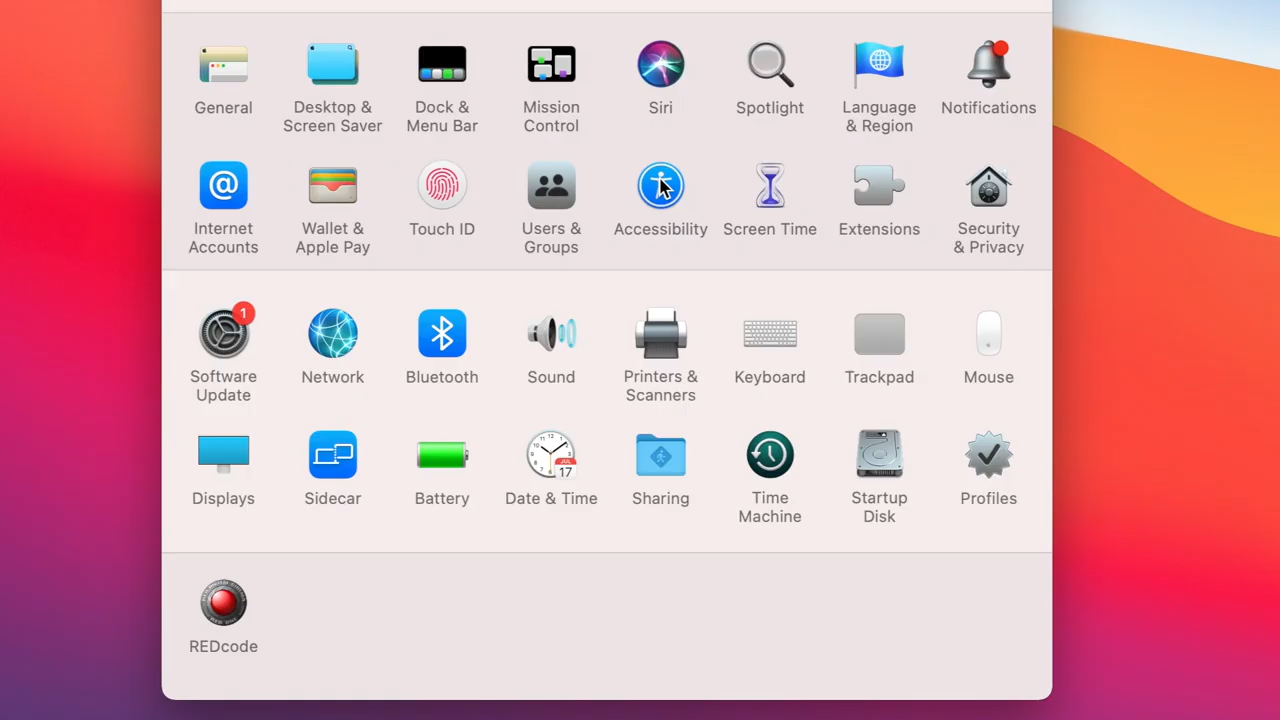 General
Desktop &
Screen Saver
Dock &
Menu Bar
Mission
Control
Siri
Spotlight
Language
& Region
Notifications
@
Internet
Accounts
Wallet &
Apple Pay
Touch ID
Users &
Groups
Accessibility
Screen Time
Extensions
Security
& Privacy
1
Software
Update
Network
Bluetooth
Sound
Printers &
Scanners
Keyboard
Trackpad
Mouse
Displays
Sidecar
Battery
JUL
17
Date & Time
Sharing
Time
Machine
Startup
Disk
Profiles
REDcode